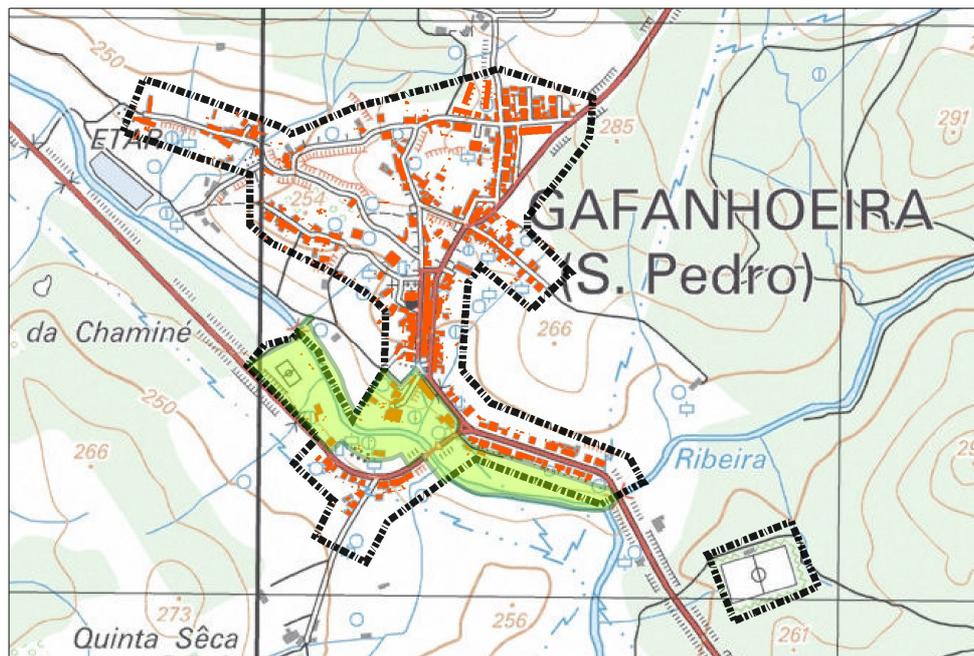 250
285
291
ETAR
254
GAFANHOEIRA
(S. Pedro)
da Chaminé
266
250
266
Ribeira
273
256
261
Quinta Sêca